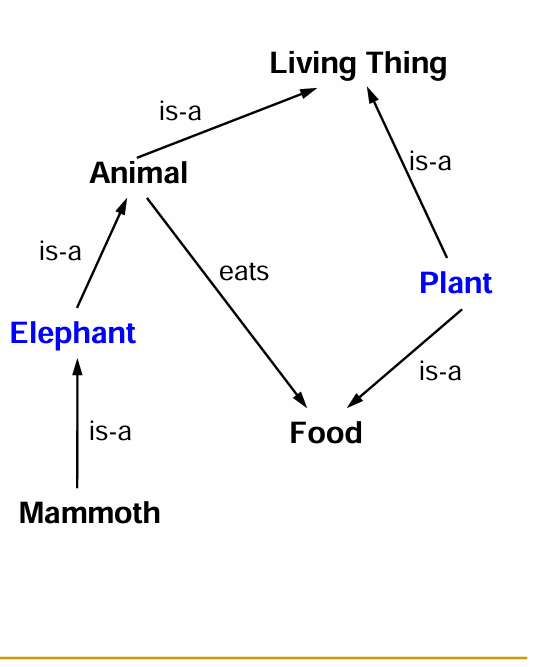 Living Thing
is-a
Animal
is-a
is-a
eats
Plant
Elephant
is-a
Food
is-a
Mammoth